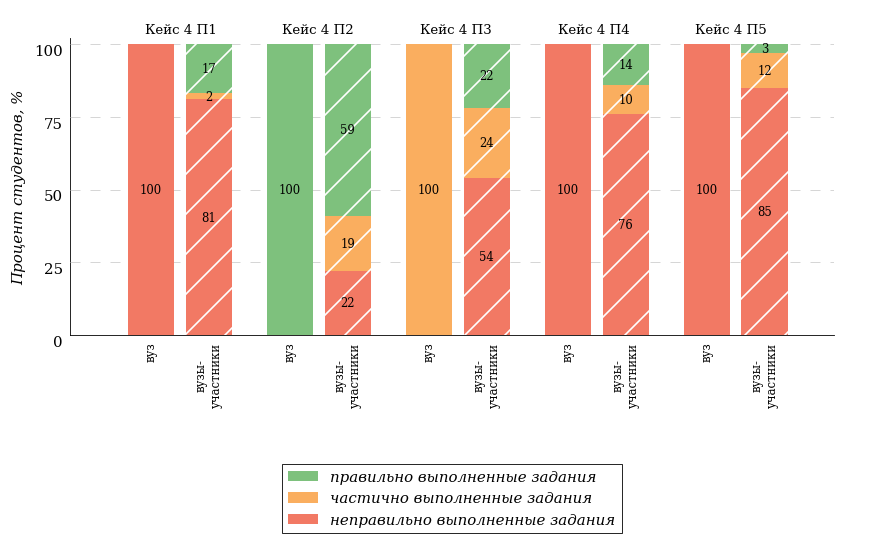 Кейс 4 П1 Кейс 4 П2 Кейс 4 П3 Кейс 4 П4 Кейс 4 П5
Процент студентов, %
100
75
50
25
0
100
17
2
81
100
59
19
22
100
22
24
54
100
14
10
76
100
3
12
85
вуз
вузы-
участники
вуз
вузы-
участники
вуз
вузы-
участники
вуз
вузы-
участники
вуз
вузы-
участники
правильно выполненные задания
частично выполненные задания
неправильно выполненные задания